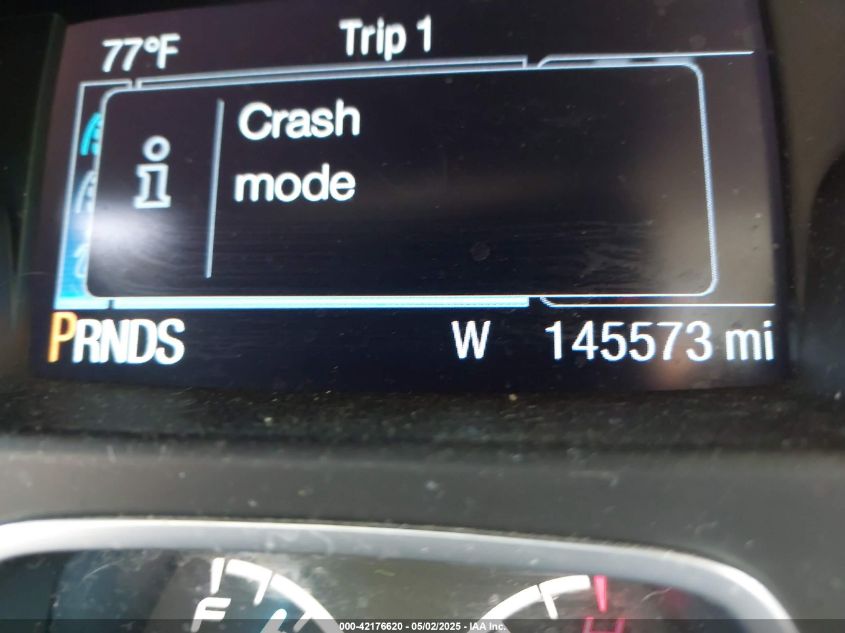 77°F Trip 1
i Crash
mode
PRNDS W 145573 mi
F H
000-42176620 - 05/02/2025 - IAA Inc.